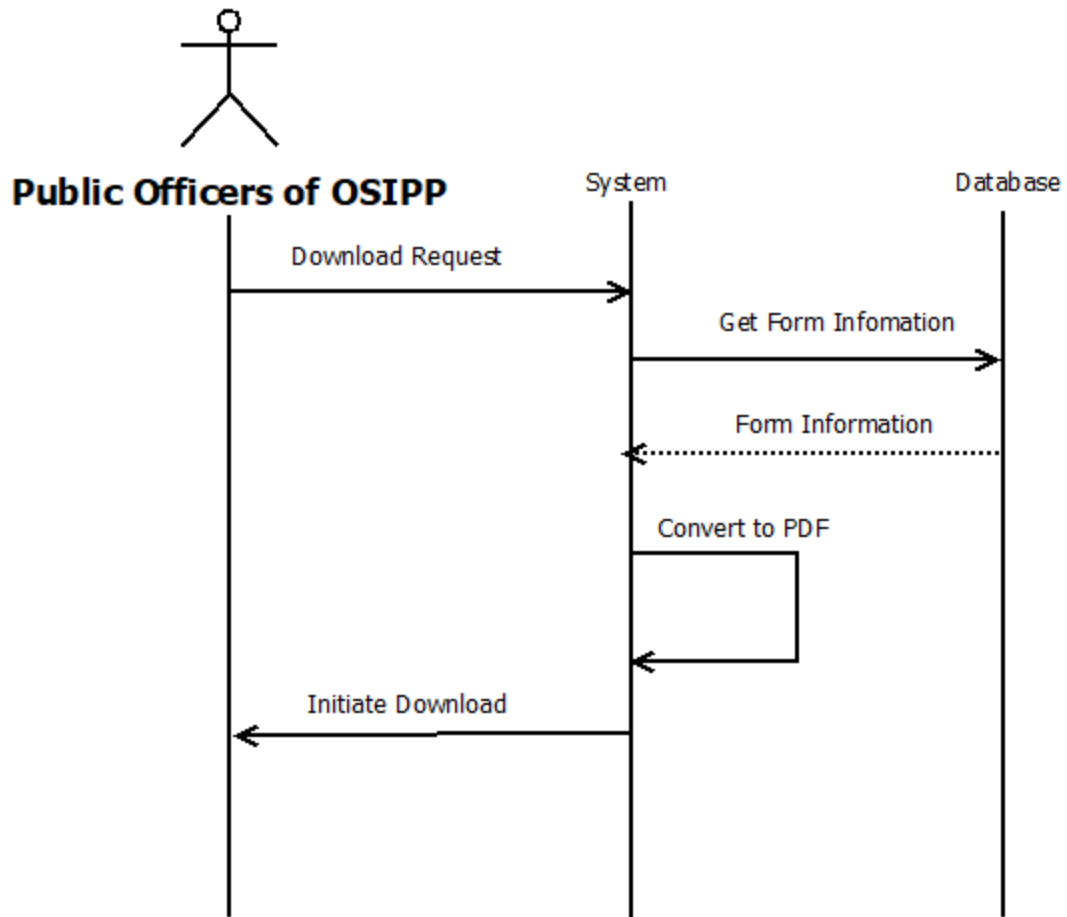 Public Officers of OSIPP
System
Database
Download Request
Get Form Infomation
Form Information
Convert to PDF
Initiate Download